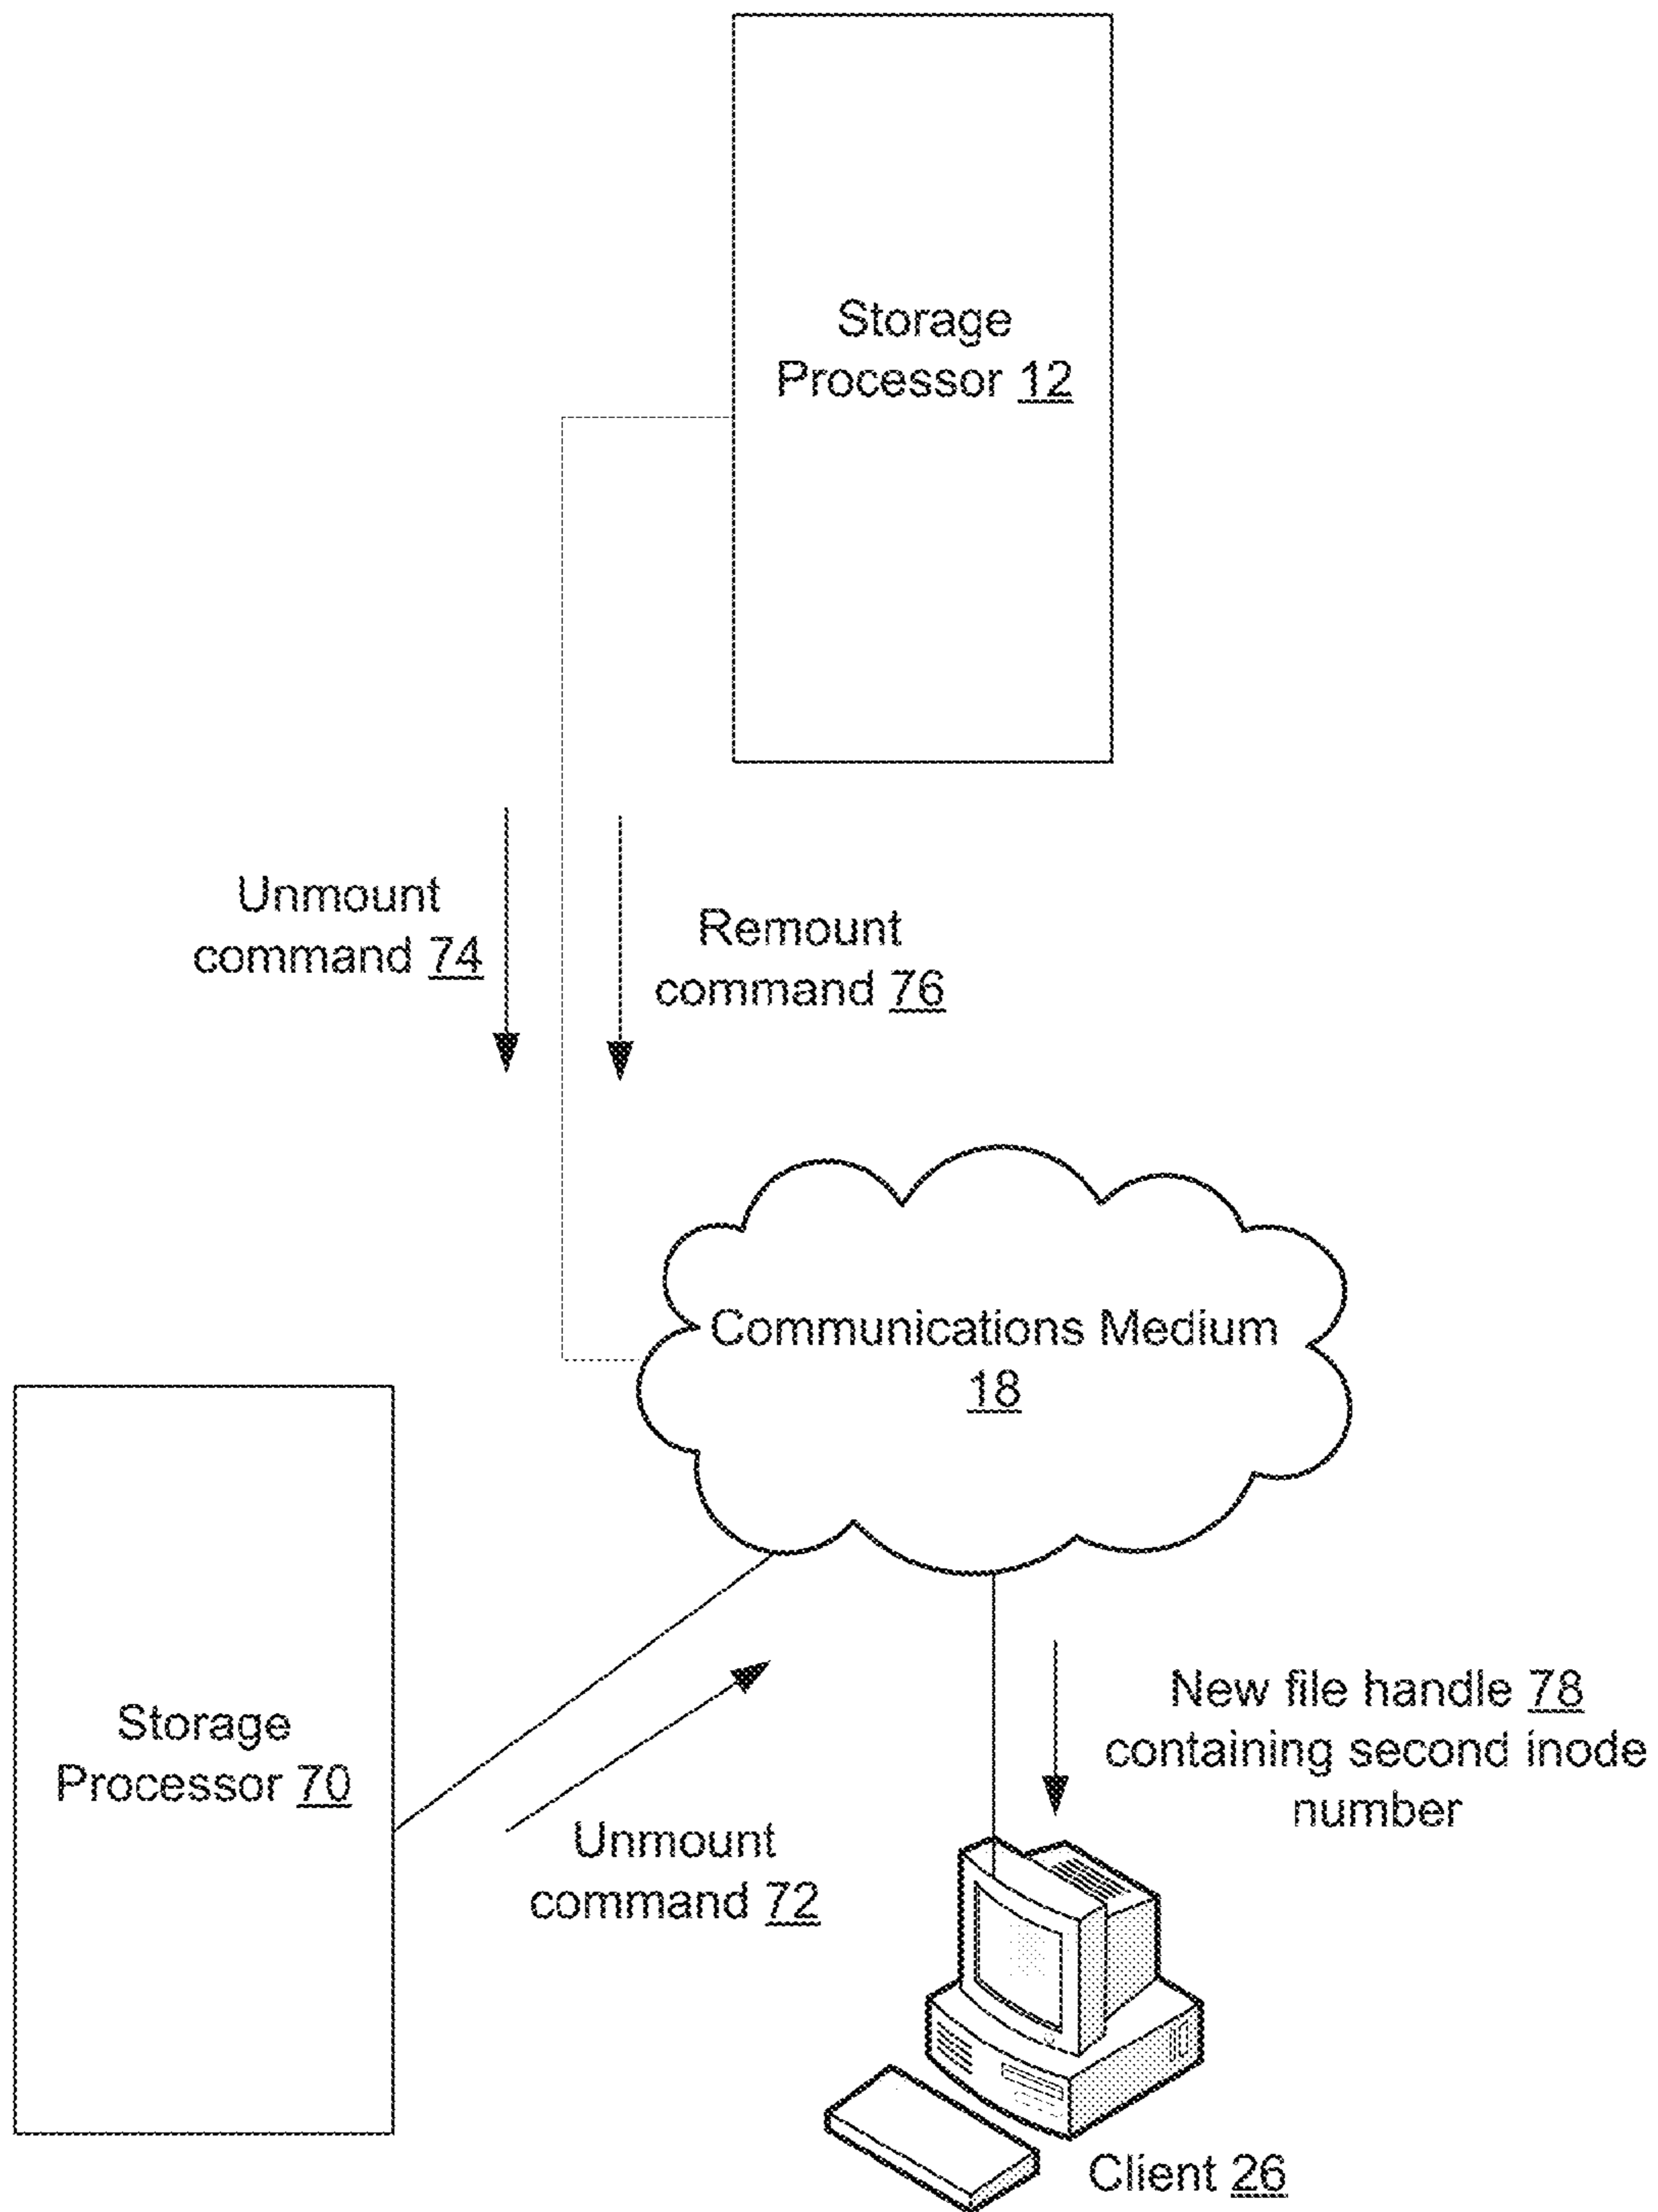 Storage
Processor 12
Unmount
command 74
Remount
command 76
Communications Medium
18
Storage
Processor 70
Unmount
command 72
New file handle 78
containing second inode
number
Client 26